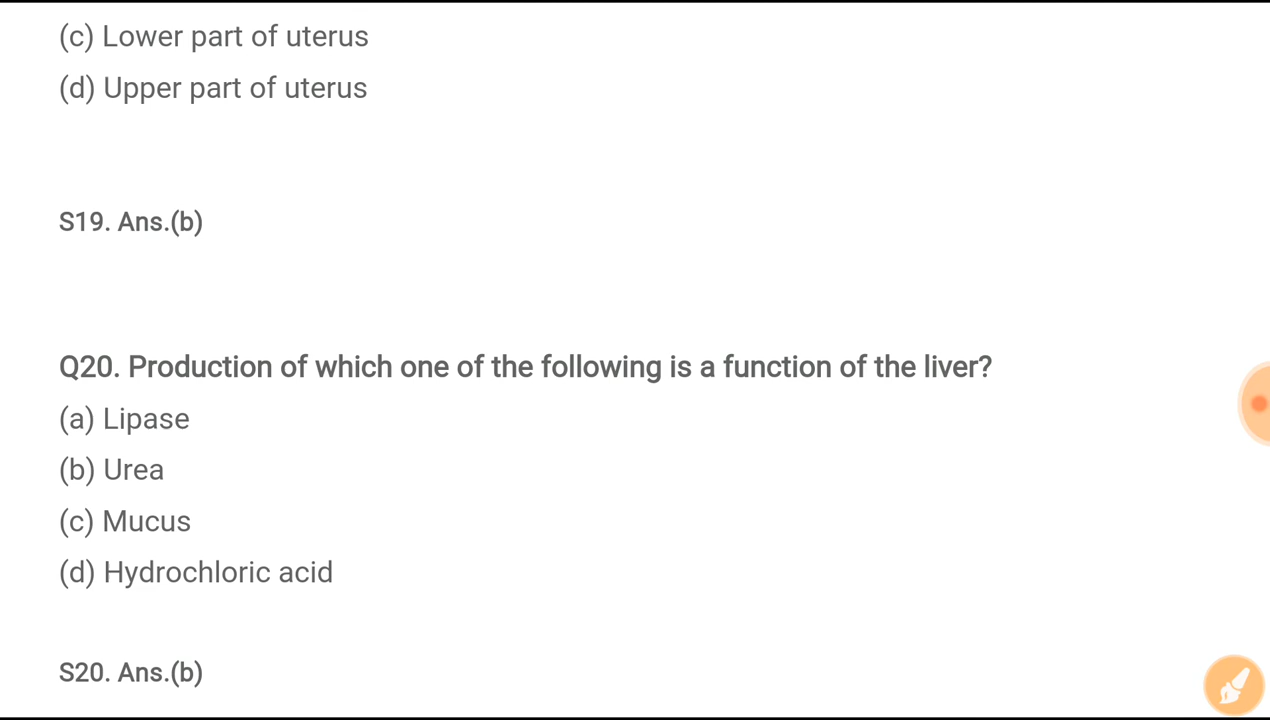 (c) Lower part of uterus
(d) Upper part of uterus
S19. Ans.(b)
Q20. Production of which one of the following is a function of the liver?
(a) Lipase
(b) Urea
(c) Mucus
(d) Hydrochloric acid
S20. Ans.(b)